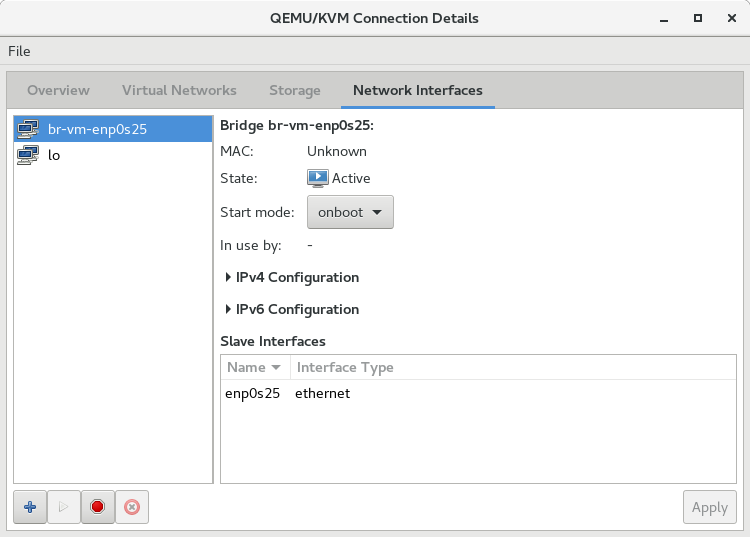 QEMU/KVM Connection Details
File
Overview Virtual Networks Storage Network Interfaces
br-vm-enp0s25
lo
Bridge br-vm-enp0s25:
MAC: Unknown
State: Active
Start mode: onboot
In use by: -
IPv4 Configuration
IPv6 Configuration
Slave Interfaces
Name Interface Type
enp0s25 ethernet
Apply